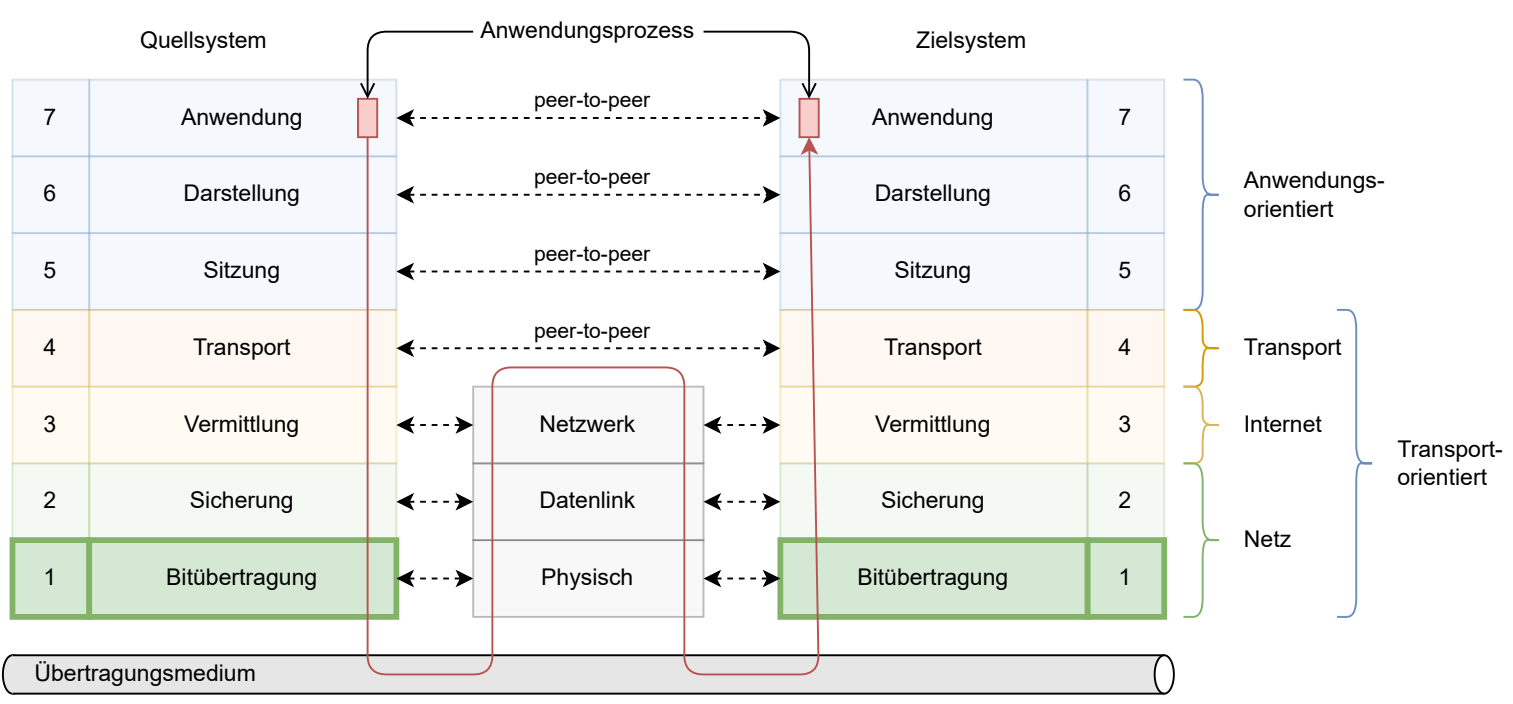 Anwendungsprozess
Quellsystem
Zielsystem
7 Anwendung peer-to-peer Anwendung 7
6 Darstellung peer-to-peer Darstellung 6
Anwendungs-
orientiert
5 Sitzung peer-to-peer Sitzung 5
4 Transport peer-to-peer Transport 4 Transport
3 Vermittlung Netzwerk Vermittlung 3 Internet
Transport-
orientiert
2 Sicherung Datenlink Sicherung 2
Netz
1 Bitübertragung Physisch Bitübertragung 1
Übertragungsmedium